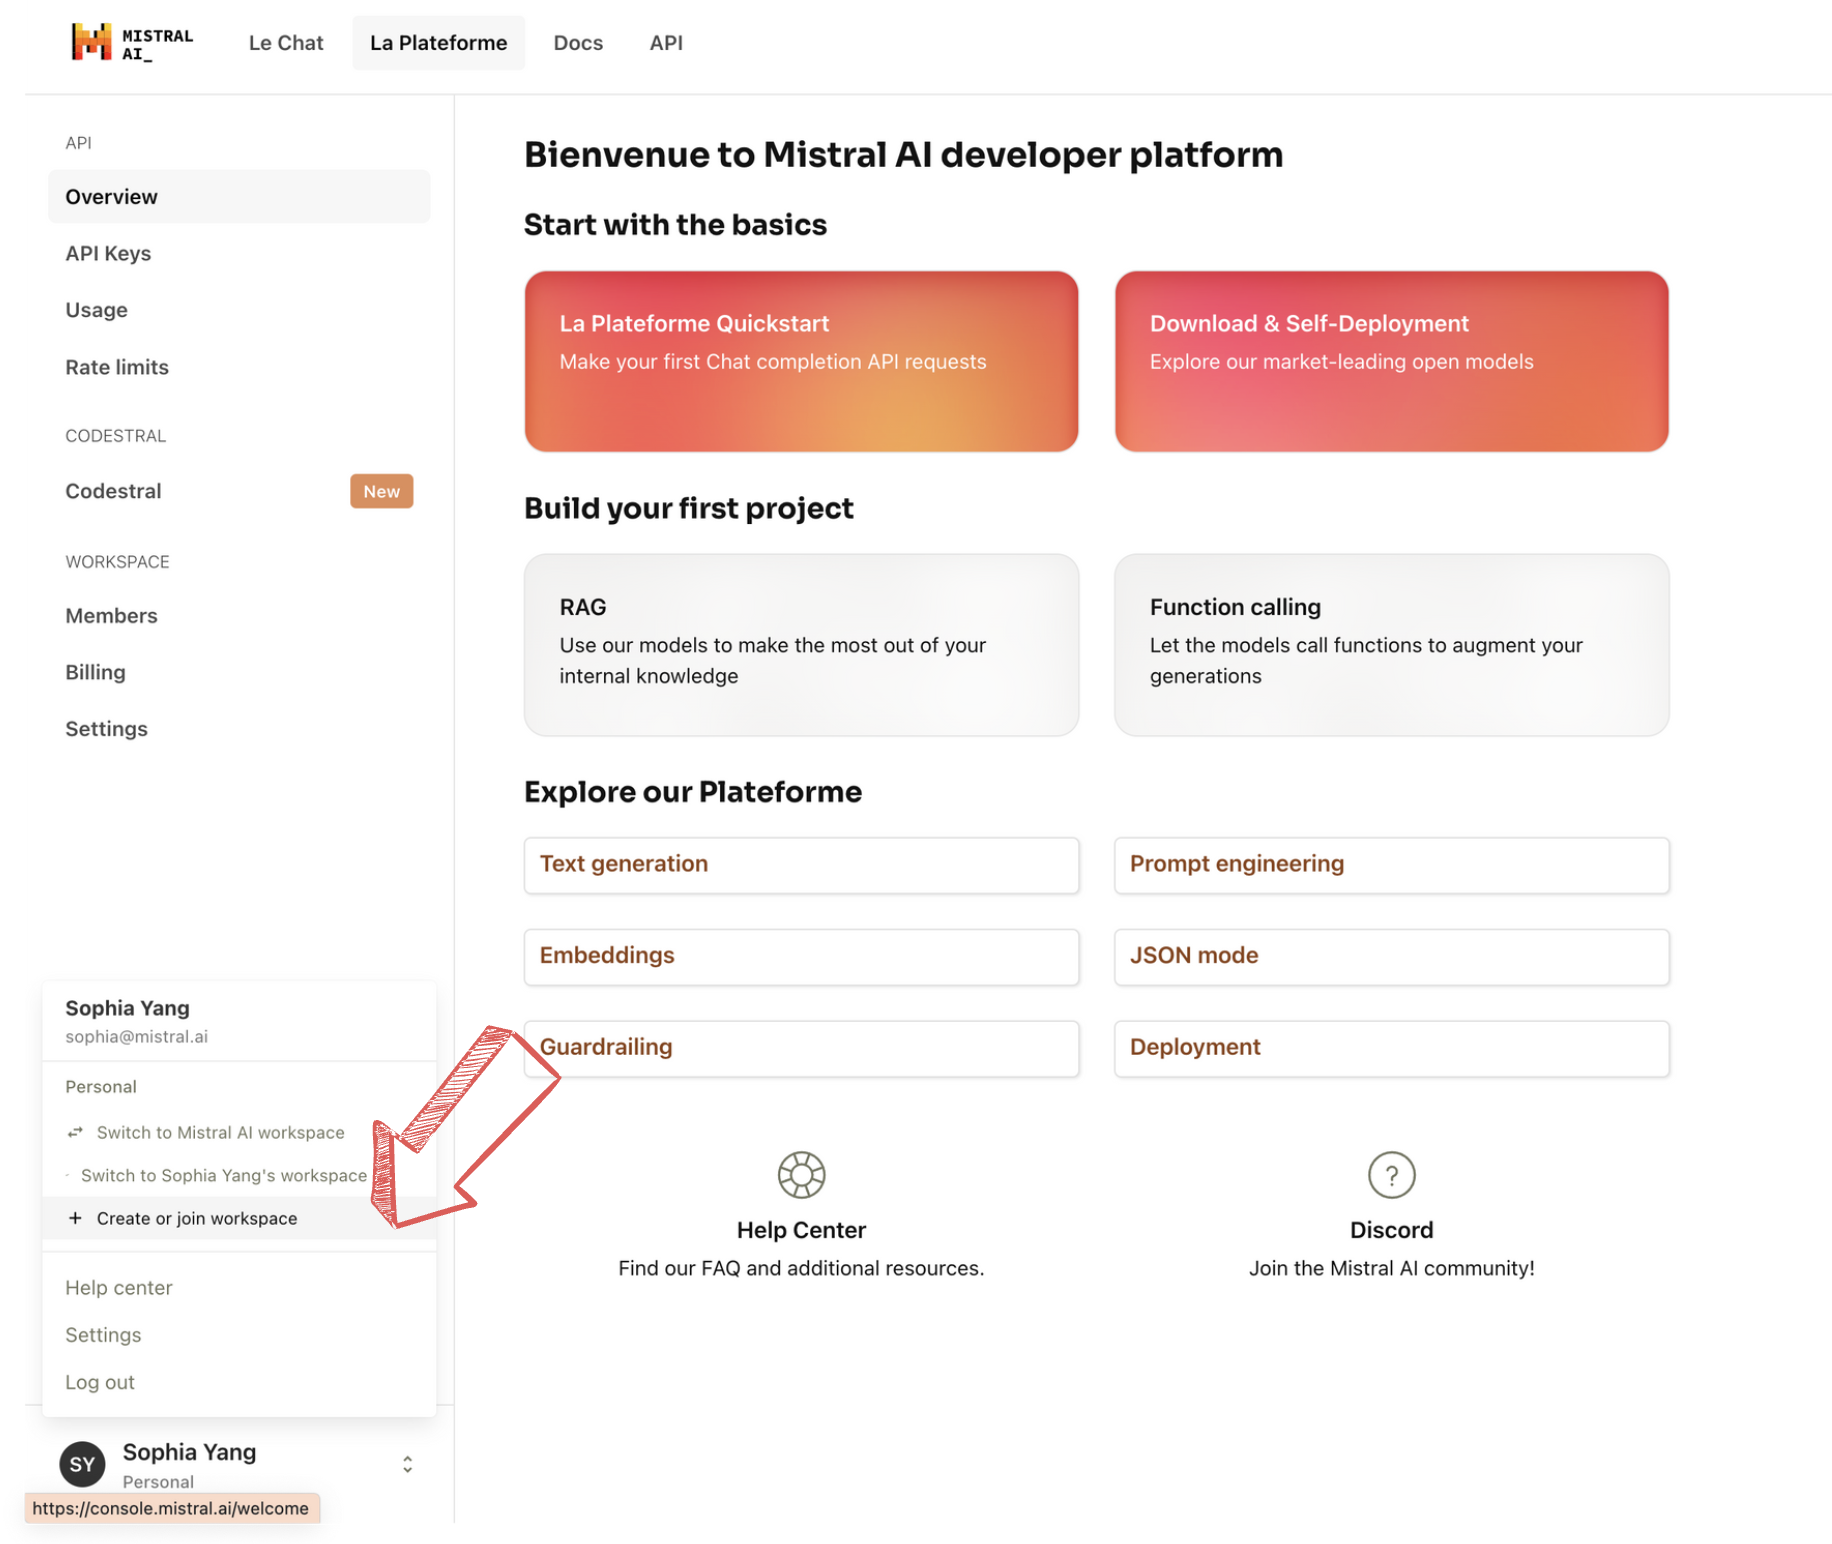 MISTRAL
AI_
Le Chat
La Plateforme
Docs
API
API
Overview
API Keys
Usage
Rate limits
CODESTRAL
Codestral
New
WORKSPACE
Members
Billing
Settings
Bienvenue to Mistral AI developer platform
Start with the basics
La Plateforme Quickstart
Make your first Chat completion API requests
Download & Self-Deployment
Explore our market-leading open models
Build your first project
RAG
Use our models to make the most out of your
internal knowledge
Function calling
Let the models call functions to augment your
generations
Explore our Plateforme
Text generation
Prompt engineering
Embeddings
JSON mode
Guardrailing
Deployment
Help Center
Find our FAQ and additional resources.
?
Discord
Join the Mistral AI community!
Sophia Yang
sophia@mistral.ai
Personal
Switch to Mistral AI workspace
Switch to Sophia Yang's workspace
+ Create or join workspace
Help center
Settings
Log out
SY
Sophia Yang
Personal
https://console.mistral.ai/welcome